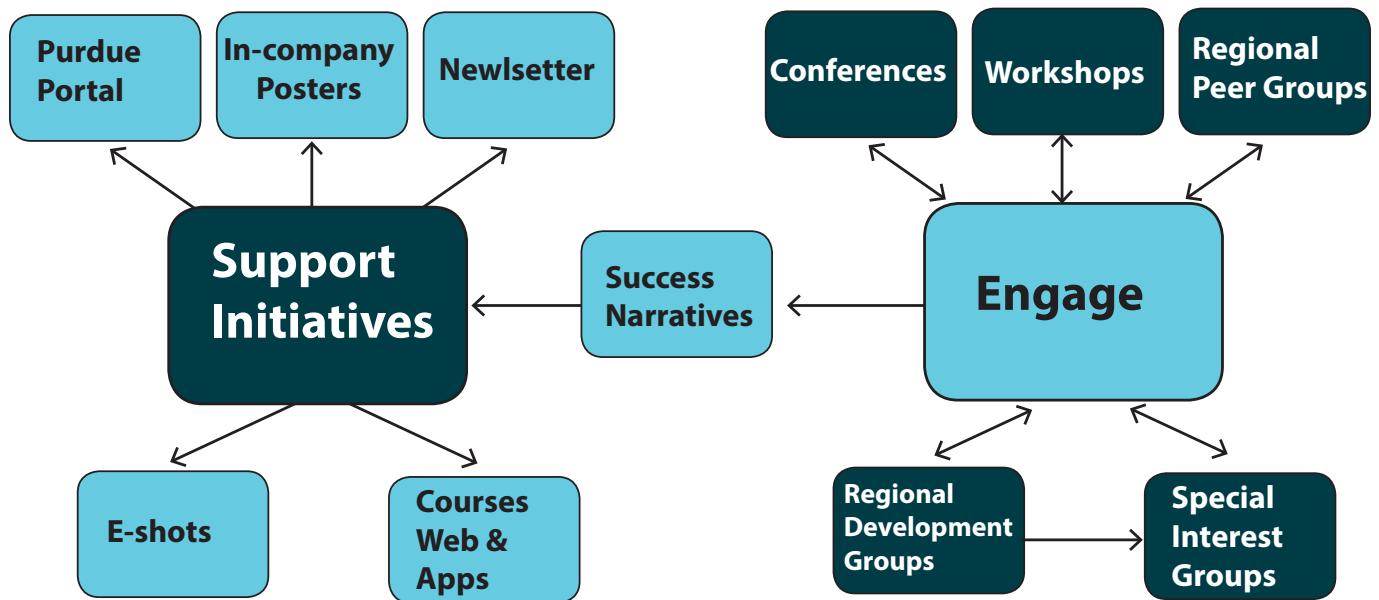 Purdue
Portal
In-company
Posters
Newlsetter
Conferences
Workshops
Regional
Peer Groups
Support
Initiatives
Success
Narratives
Engage
E-shots
Courses
Web &
Apps
Regional
Development
Groups
Special
Interest
Groups